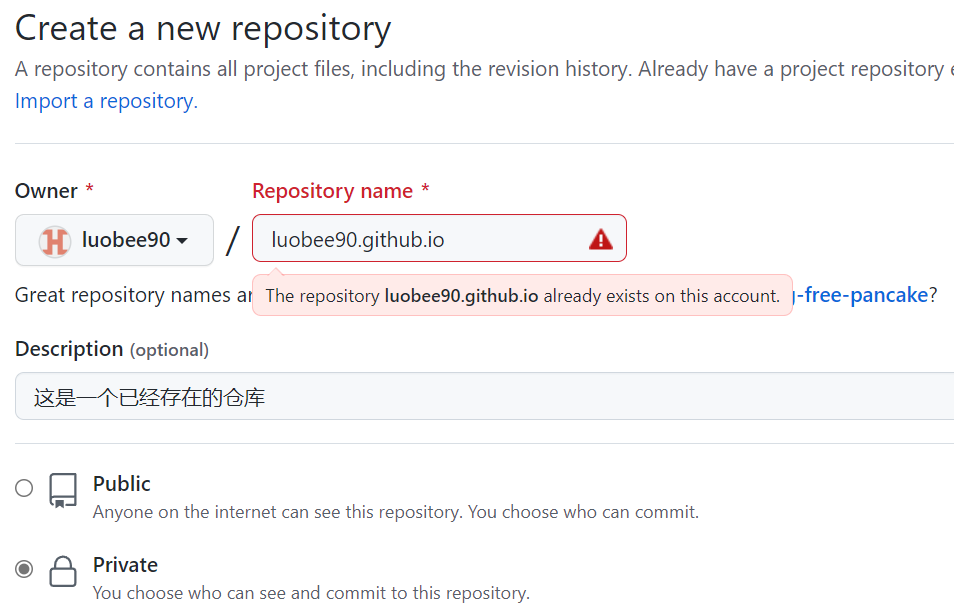 Create a new repository
A repository contains all project files, including the revision history. Already have a project repository
Import a repository.
Owner * Repository name *
luobee90 / luobee90.github.io
The repository luobee90.github.io already exists on this account.
Great repository names -free-pancake?
Description (optional)
这是一个已经存在的仓库
Public
Anyone on the internet can see this repository. You choose who can commit.
Private
You choose who can see and commit to this repository.